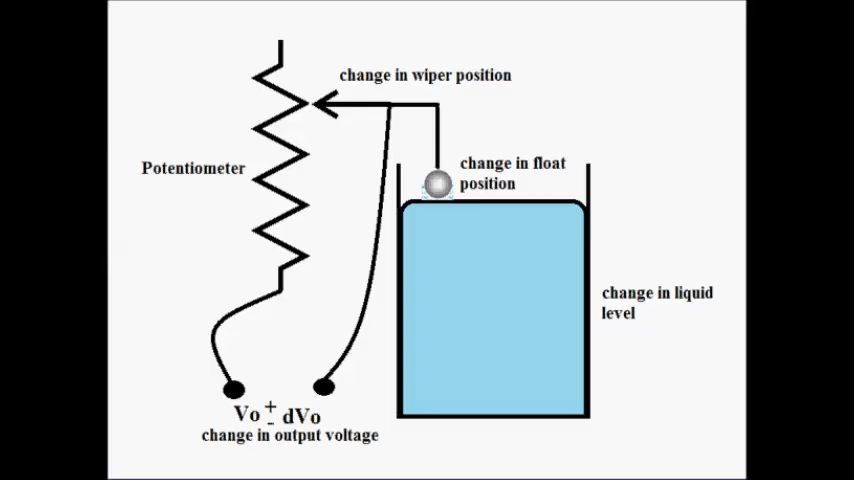 change in wiper position
change in float
position
Potentiometer
change in liquid
level
Vo ± dVo
change in output voltage